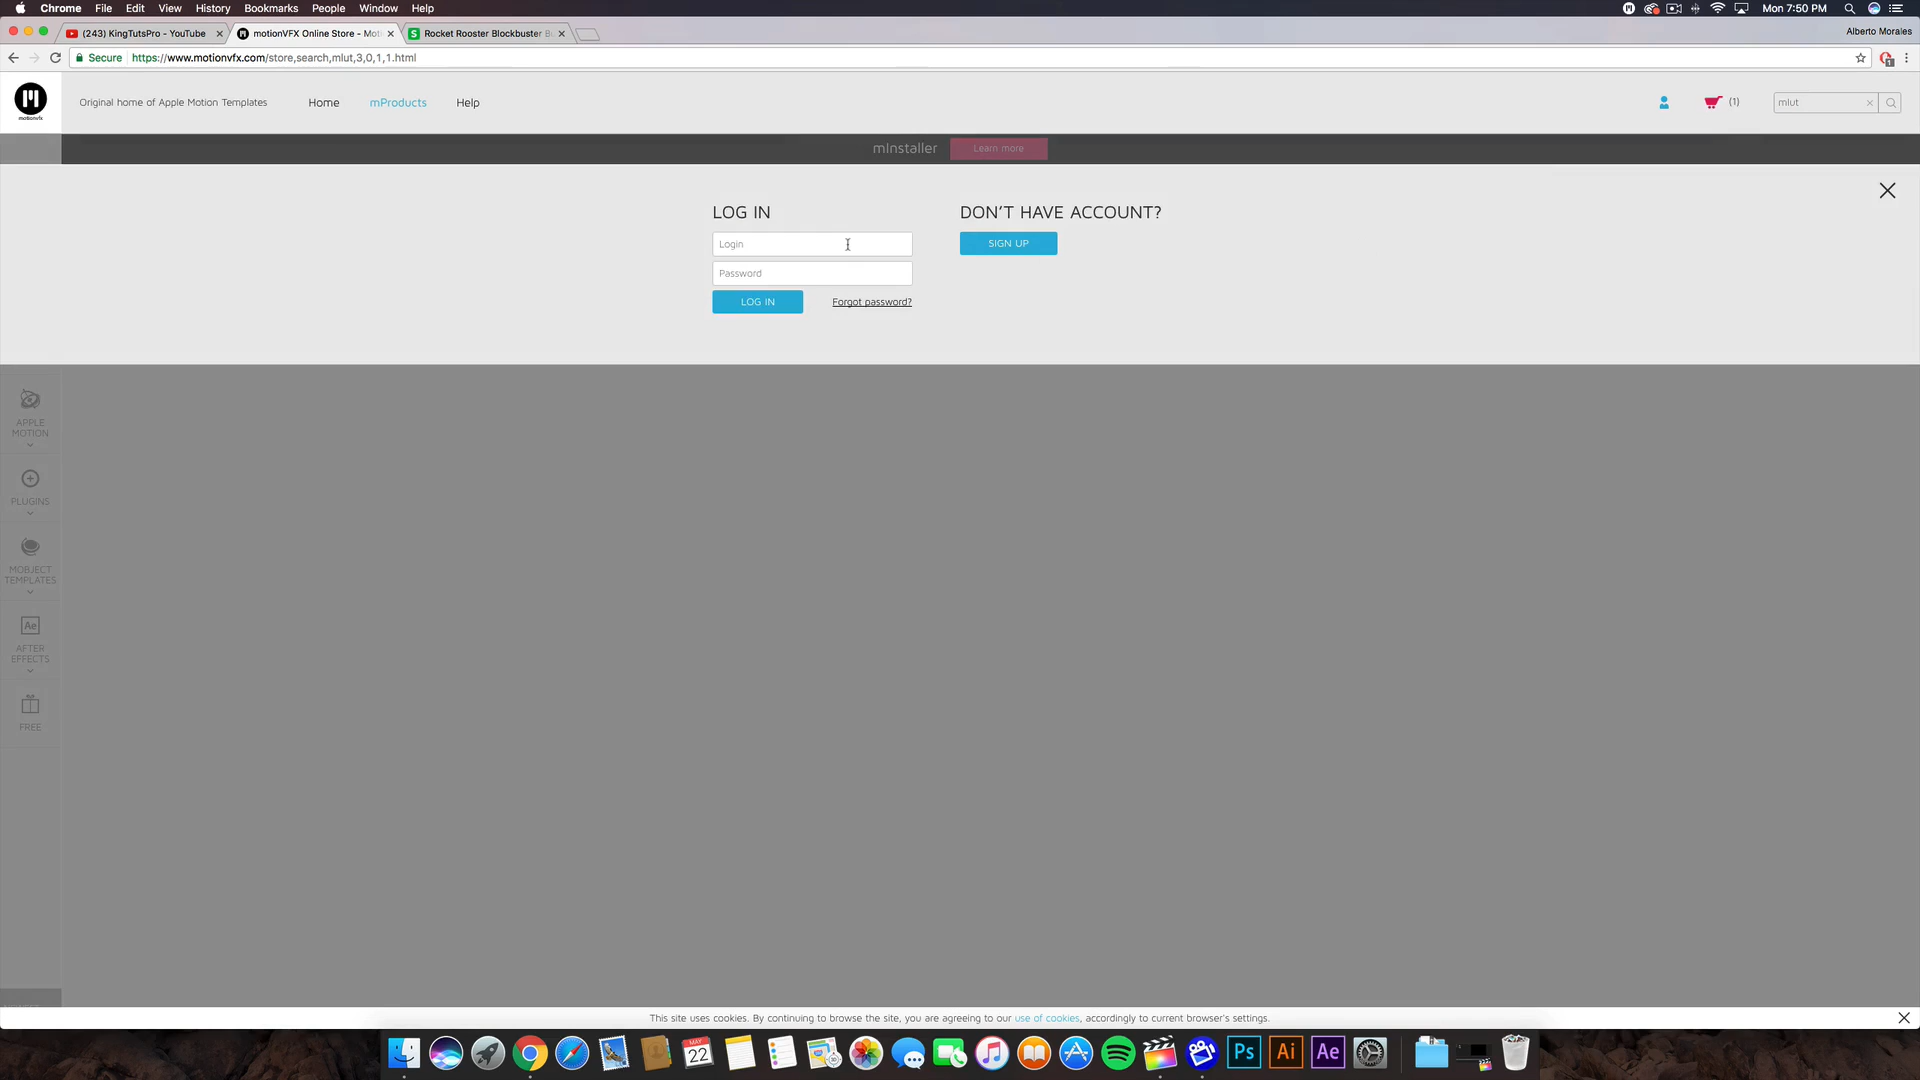 Chrome File Edit View History Bookmarks People Window Help Mon 7:50 PM
(243) KingTutsPro - YouTube motionVFX Online Store - Mot Rocket Rooster Blockbuster Alberto Morales
Secure https://www.motionvfx.com/store,search,mlut,3,0,1,1.html
motionvfx
Original home of Apple Motion Templates Home mProducts Help (1) mlut
mInstaller Learn more
LOG IN
Login
Password
LOG IN Forgot password?
DON'T HAVE ACCOUNT?
SIGN UP
APPLE
MOTION
PLUGINS
MOBJECT
TEMPLATES
Ae
AFTER
EFFECTS
FREE
This site uses cookies. By continuing to browse the site, you are agreeing to our use of cookies, accordingly to current browser's settings.
MAY
22
Ps Ai Ae